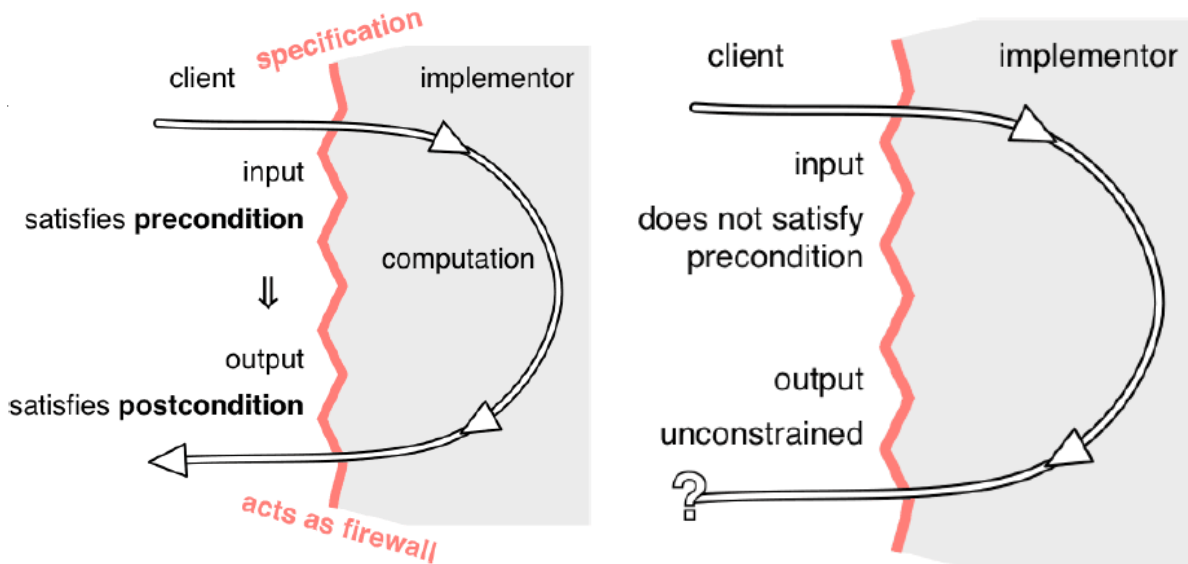 specification
client
implementor
input
satisfies precondition
computation
⇓
output
satisfies postcondition
acts as firewall
client
implementor
input
does not satisfy
precondition
output
unconstrained
?